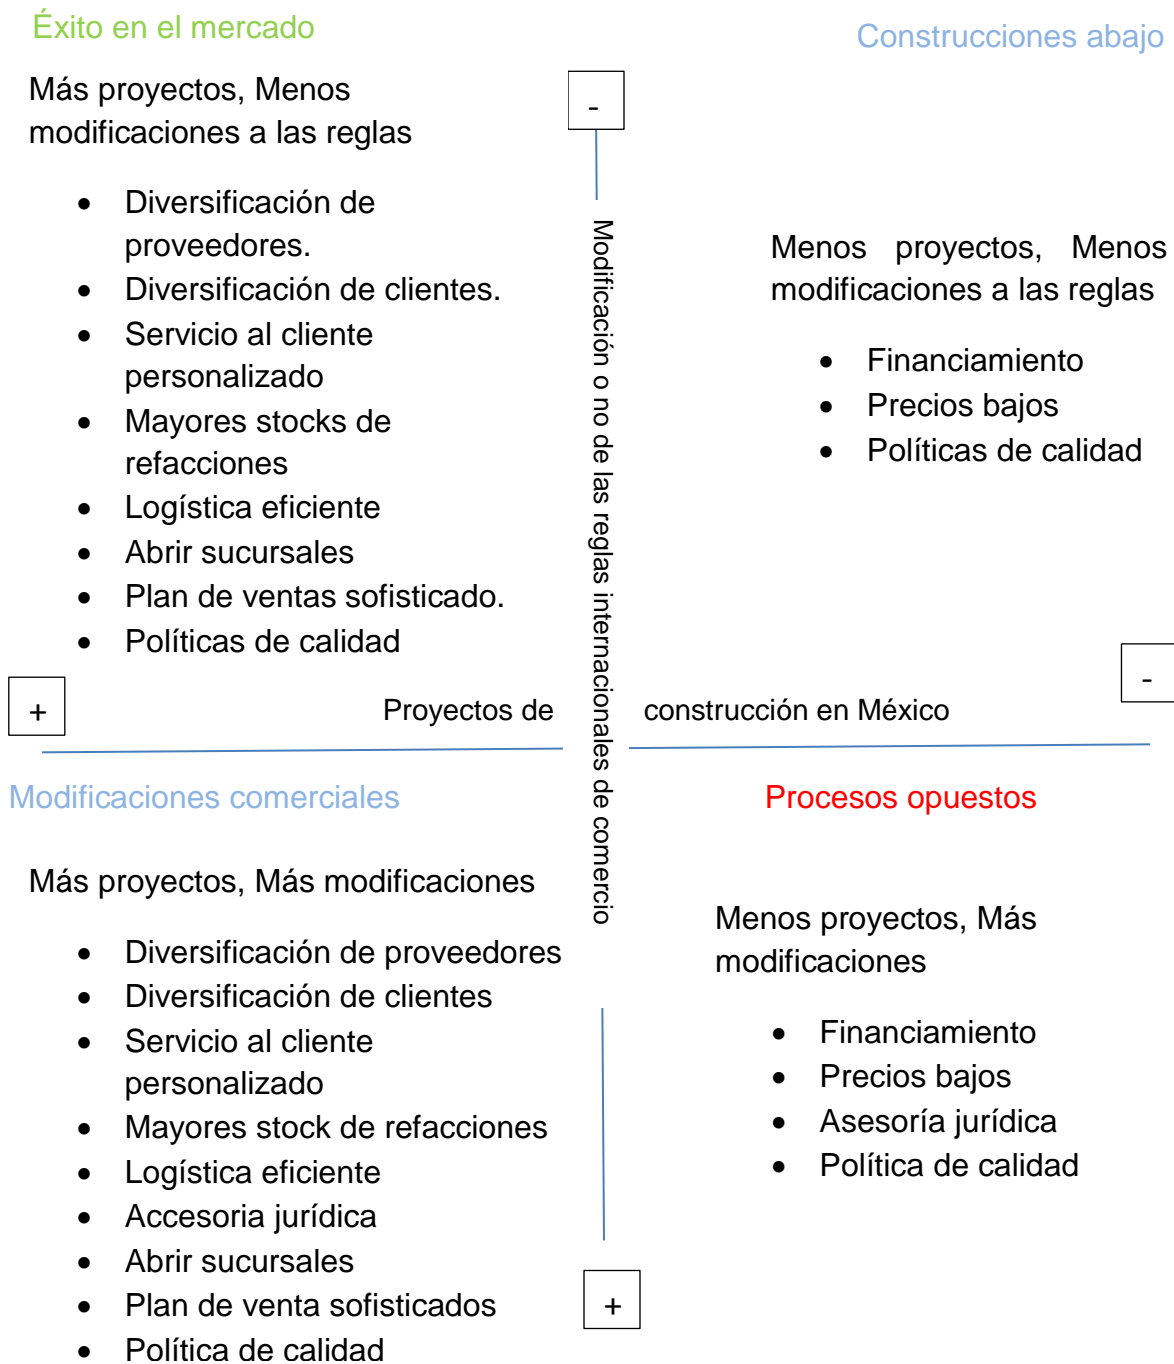 Éxito en el mercado
Construcciones abajo
Más proyectos, Menos
modificaciones a las reglas
-
• Diversificación de
proveedores.
• Diversificación de clientes.
• Servicio al cliente
personalizado
• Mayores stocks de
refacciones
• Logística eficiente
• Abrir sucursales
• Plan de ventas sofisticado.
• Políticas de calidad
Modificación o no de las reglas internacionales de comercio
Menos proyectos, Menos
modificaciones a las reglas
• Financiamiento
• Precios bajos
• Políticas de calidad
+
Proyectos de construcción en México
-
Modificaciones comerciales
Más proyectos, Más modificaciones
• Diversificación de proveedores
• Diversificación de clientes
• Servicio al cliente
personalizado
• Mayores stock de refacciones
• Logística eficiente
• Accesoria jurídica
• Abrir sucursales
• Plan de venta sofisticados
• Política de calidad
Procesos opuestos
Menos proyectos, Más
modificaciones
• Financiamiento
• Precios bajos
• Asesoría jurídica
• Política de calidad
+